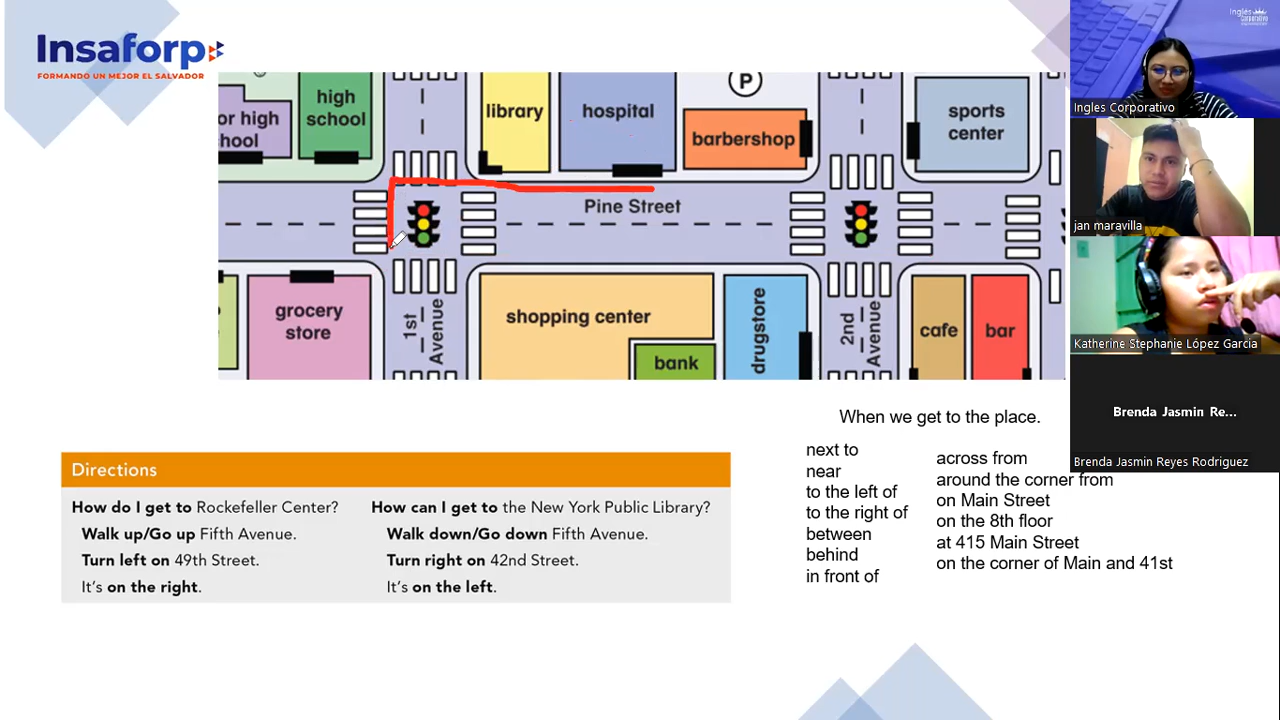 Insaforp
FORMANDO UN MEJOR EL SALVADOR
or high
hool
high
school
library
hospital
P
barbershop
sports
center
Pine Street
grocery
store
1st
Avenue
shopping center
bank
drugstore
2nd
Avenue
cafe
bar
When we get to the place.
next to
near
to the left of
to the right of
between
behind
in front of
across from
around the corner from
on Main Street
on the 8th floor
at 415 Main Street
on the corner of Main and 41st
Directions
How do I get to Rockefeller Center?
Walk up/Go up Fifth Avenue.
Turn left on 49th Street.
It's on the right.
How can I get to the New York Public Library?
Walk down/Go down Fifth Avenue.
Turn right on 42nd Street.
It's on the left.
Inglés
Corporativo
Ingles Corporativo
jan maravilla
Katherine Stephanie López Garcia
Brenda Jasmin Re...
Brenda Jasmin Reyes Rodriguez